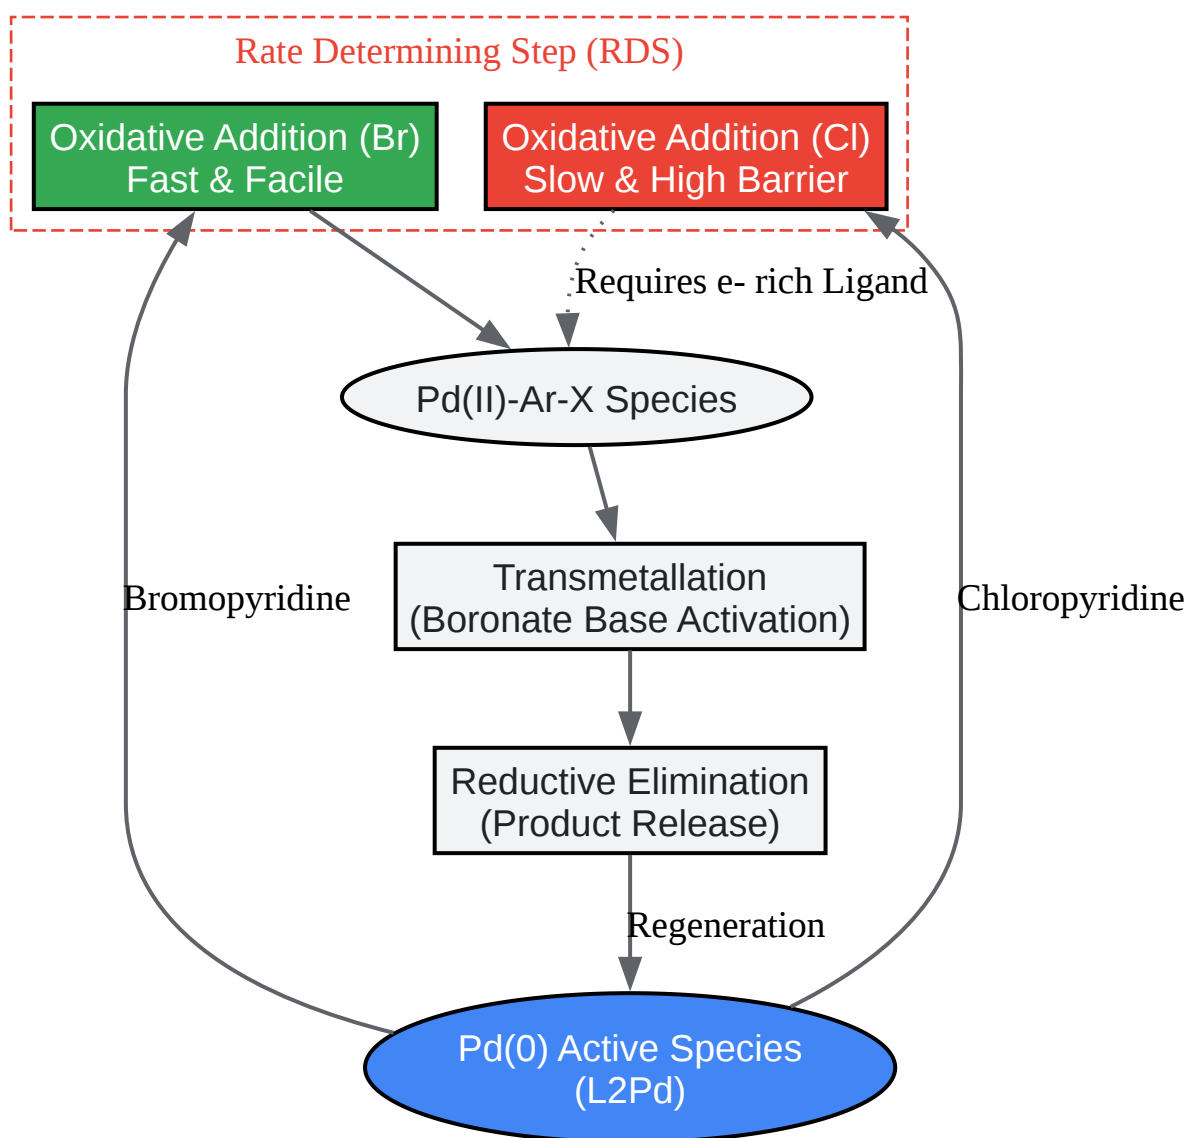 Rate Determining Step (RDS)
Oxidative Addition (Br)
Fast & Facile
Oxidative Addition (Cl)
Slow & High Barrier
Requires e- rich Ligand
Pd(II)-Ar-X Species
Transmetallation
(Boronate Base Activation)
Bromopyridine
Chloropyridine
Reductive Elimination
(Product Release)
Regeneration
Pd(0) Active Species
(L2Pd)